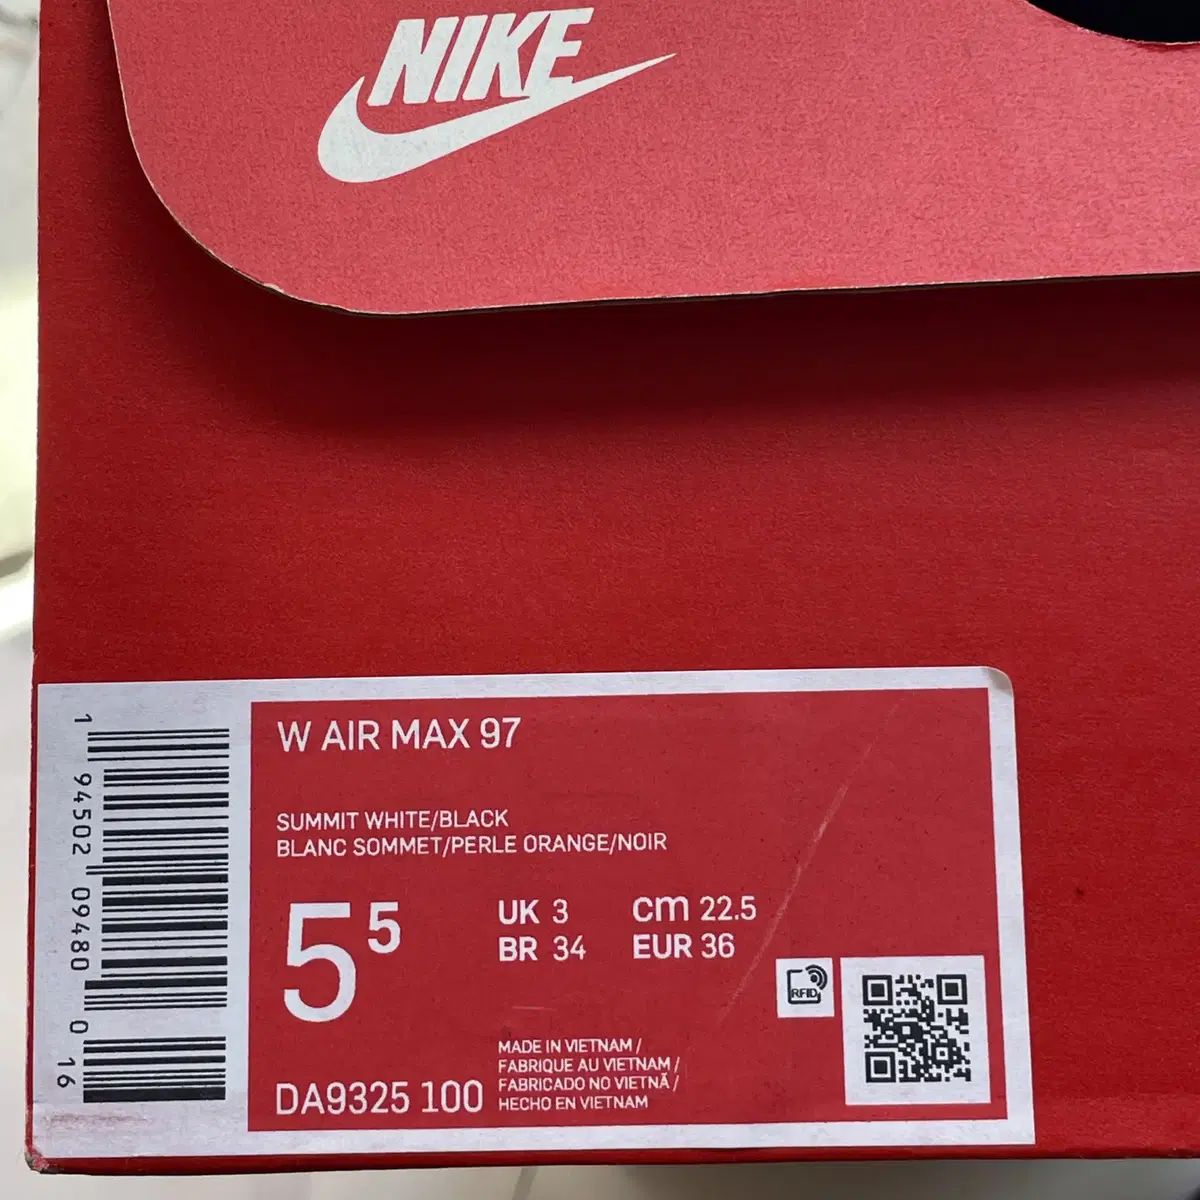 NIKE
W AIR MAX 97
SUMMIT WHITE/BLACK
BLANC SOMMET/PERLE ORANGE/NOIR
5 5
UK 3
cm 22.5
BR 34
EUR 36
RFID
MADE IN VIETNAM /
FABRIQUE AU VIETNAM /
FABRICADO NO VIETNÃ /
HECHO EN VIETNAM
DA9325 100
1 94502 09480 0 16